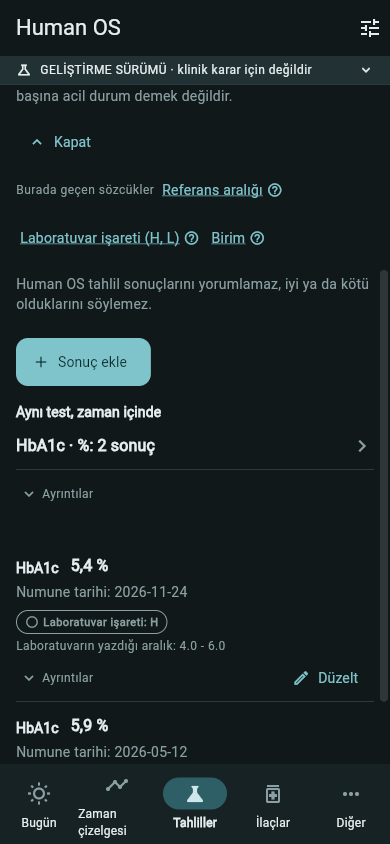 Human OS
GELİŞTİRME SÜRÜMÜ · klinik karar için değildir
başına acil durum demek değildir.
Kapat
Burada geçen sözcükler Referans aralığı
Laboratuvar işareti (H, L) Birim
Human OS tahlil sonuçlarını yorumlamaz, iyi ya da kötü
olduklarını söylemez.
+ Sonuç ekle
Aynı test, zaman içinde
HbA1c · %: 2 sonuç
Ayrıntılar
HbA1c 5,4 %
Numune tarihi: 2026-11-24
Laboratuvar işareti: H
Laboratuvarın yazdığı aralık: 4.0 - 6.0
Ayrıntılar Düzelt
HbA1c 5,9 %
Numune tarihi: 2026-05-12
Bugün Zaman çizelgesi Tahliller İlaçlar Diğer